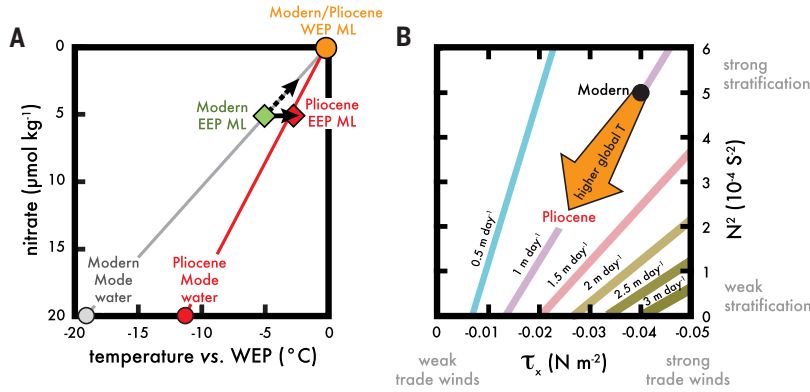 A
Modern/Pliocene
WEP ML
0
5
10
15
20
nitrate (μmol kg⁻¹)
Modern
EEP ML
Pliocene
EEP ML
Modern
Mode
water
Pliocene
Mode
water
-20
-15
-10
-5
0
temperature vs. WEP (°C)
B
Modern
higher global T
Pliocene
0.5 m day⁻¹
1 m day⁻¹
1.5 m day⁻¹
2 m day⁻¹
2.5 m day⁻¹
3 m day⁻¹
6
5
4
3
2
1
0
N² (10⁻⁴ S⁻²)
strong
stratification
weak
stratification
0
-0.01
-0.02
-0.03
-0.04
-0.05
weak
trade winds
τₓ (N m⁻²)
strong
trade winds